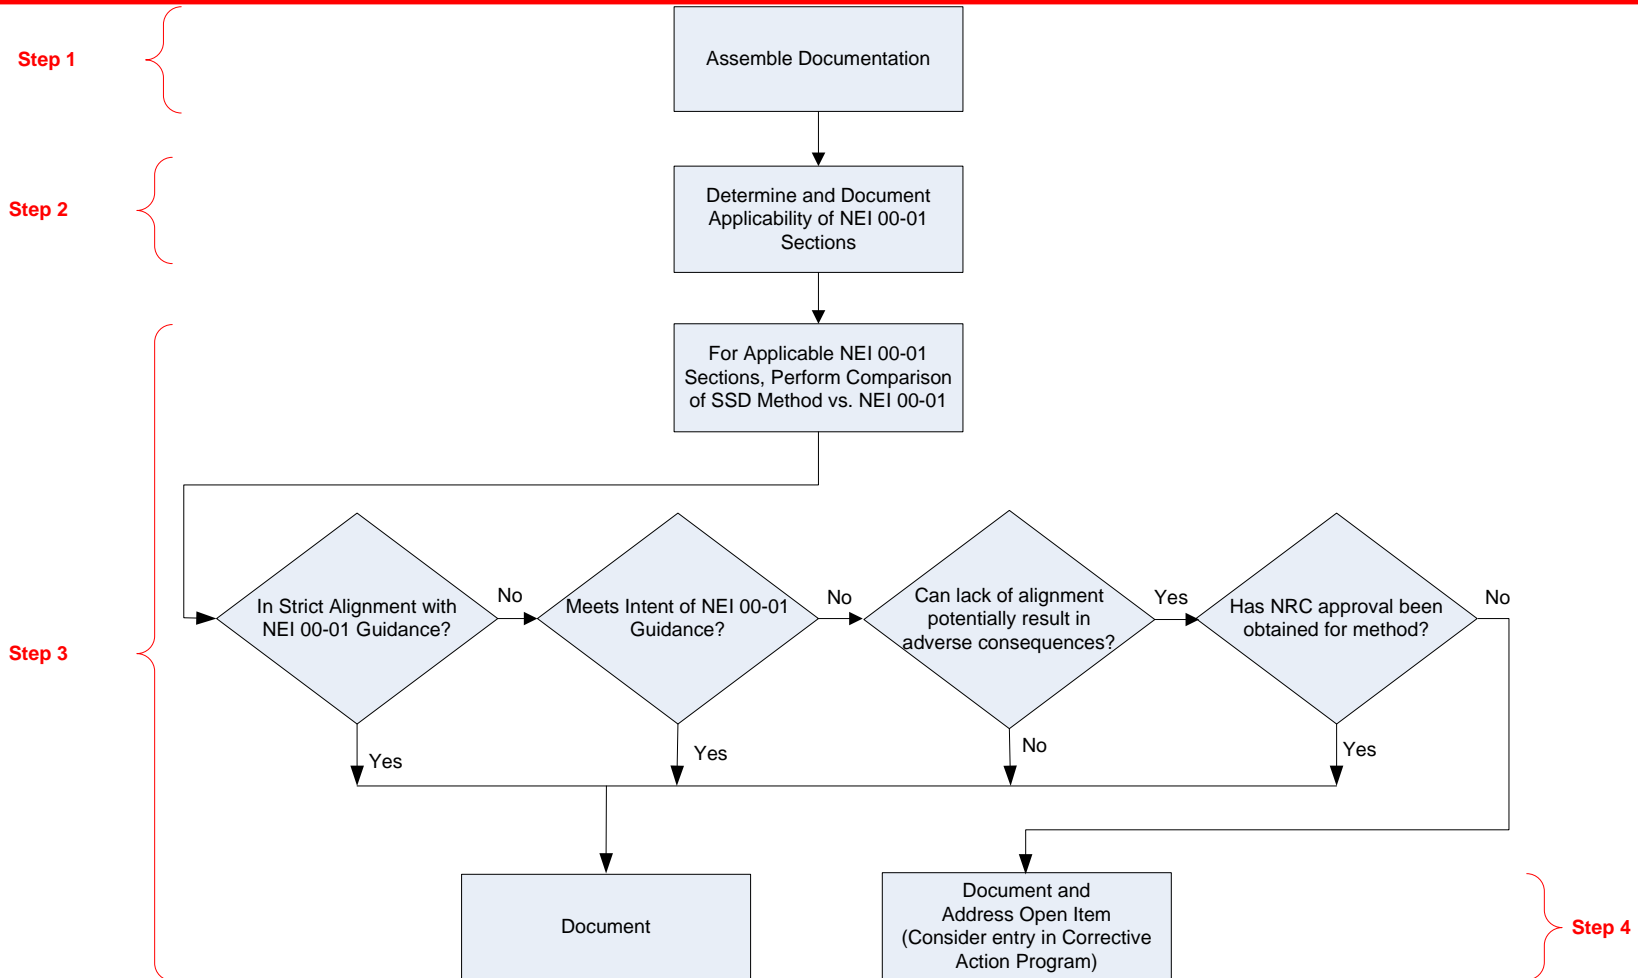 Step 1
Assemble Documentation
Step 2
Determine and Document
Applicability of NEI 00-01
Sections
For Applicable NEI 00-01
Sections, Perform Comparison
of SSD Method vs. NEI 00-01
Step 3
In Strict Alignment with
NEI 00-01 Guidance?
No
Meets Intent of NEI 00-01
Guidance?
No
Can lack of alignment
potentially result in
adverse consequences?
Yes
Has NRC approval been
obtained for method?
No
Yes
Yes
No
Yes
Document
Document and
Address Open Item
(Consider entry in Corrective
Action Program)
Step 4